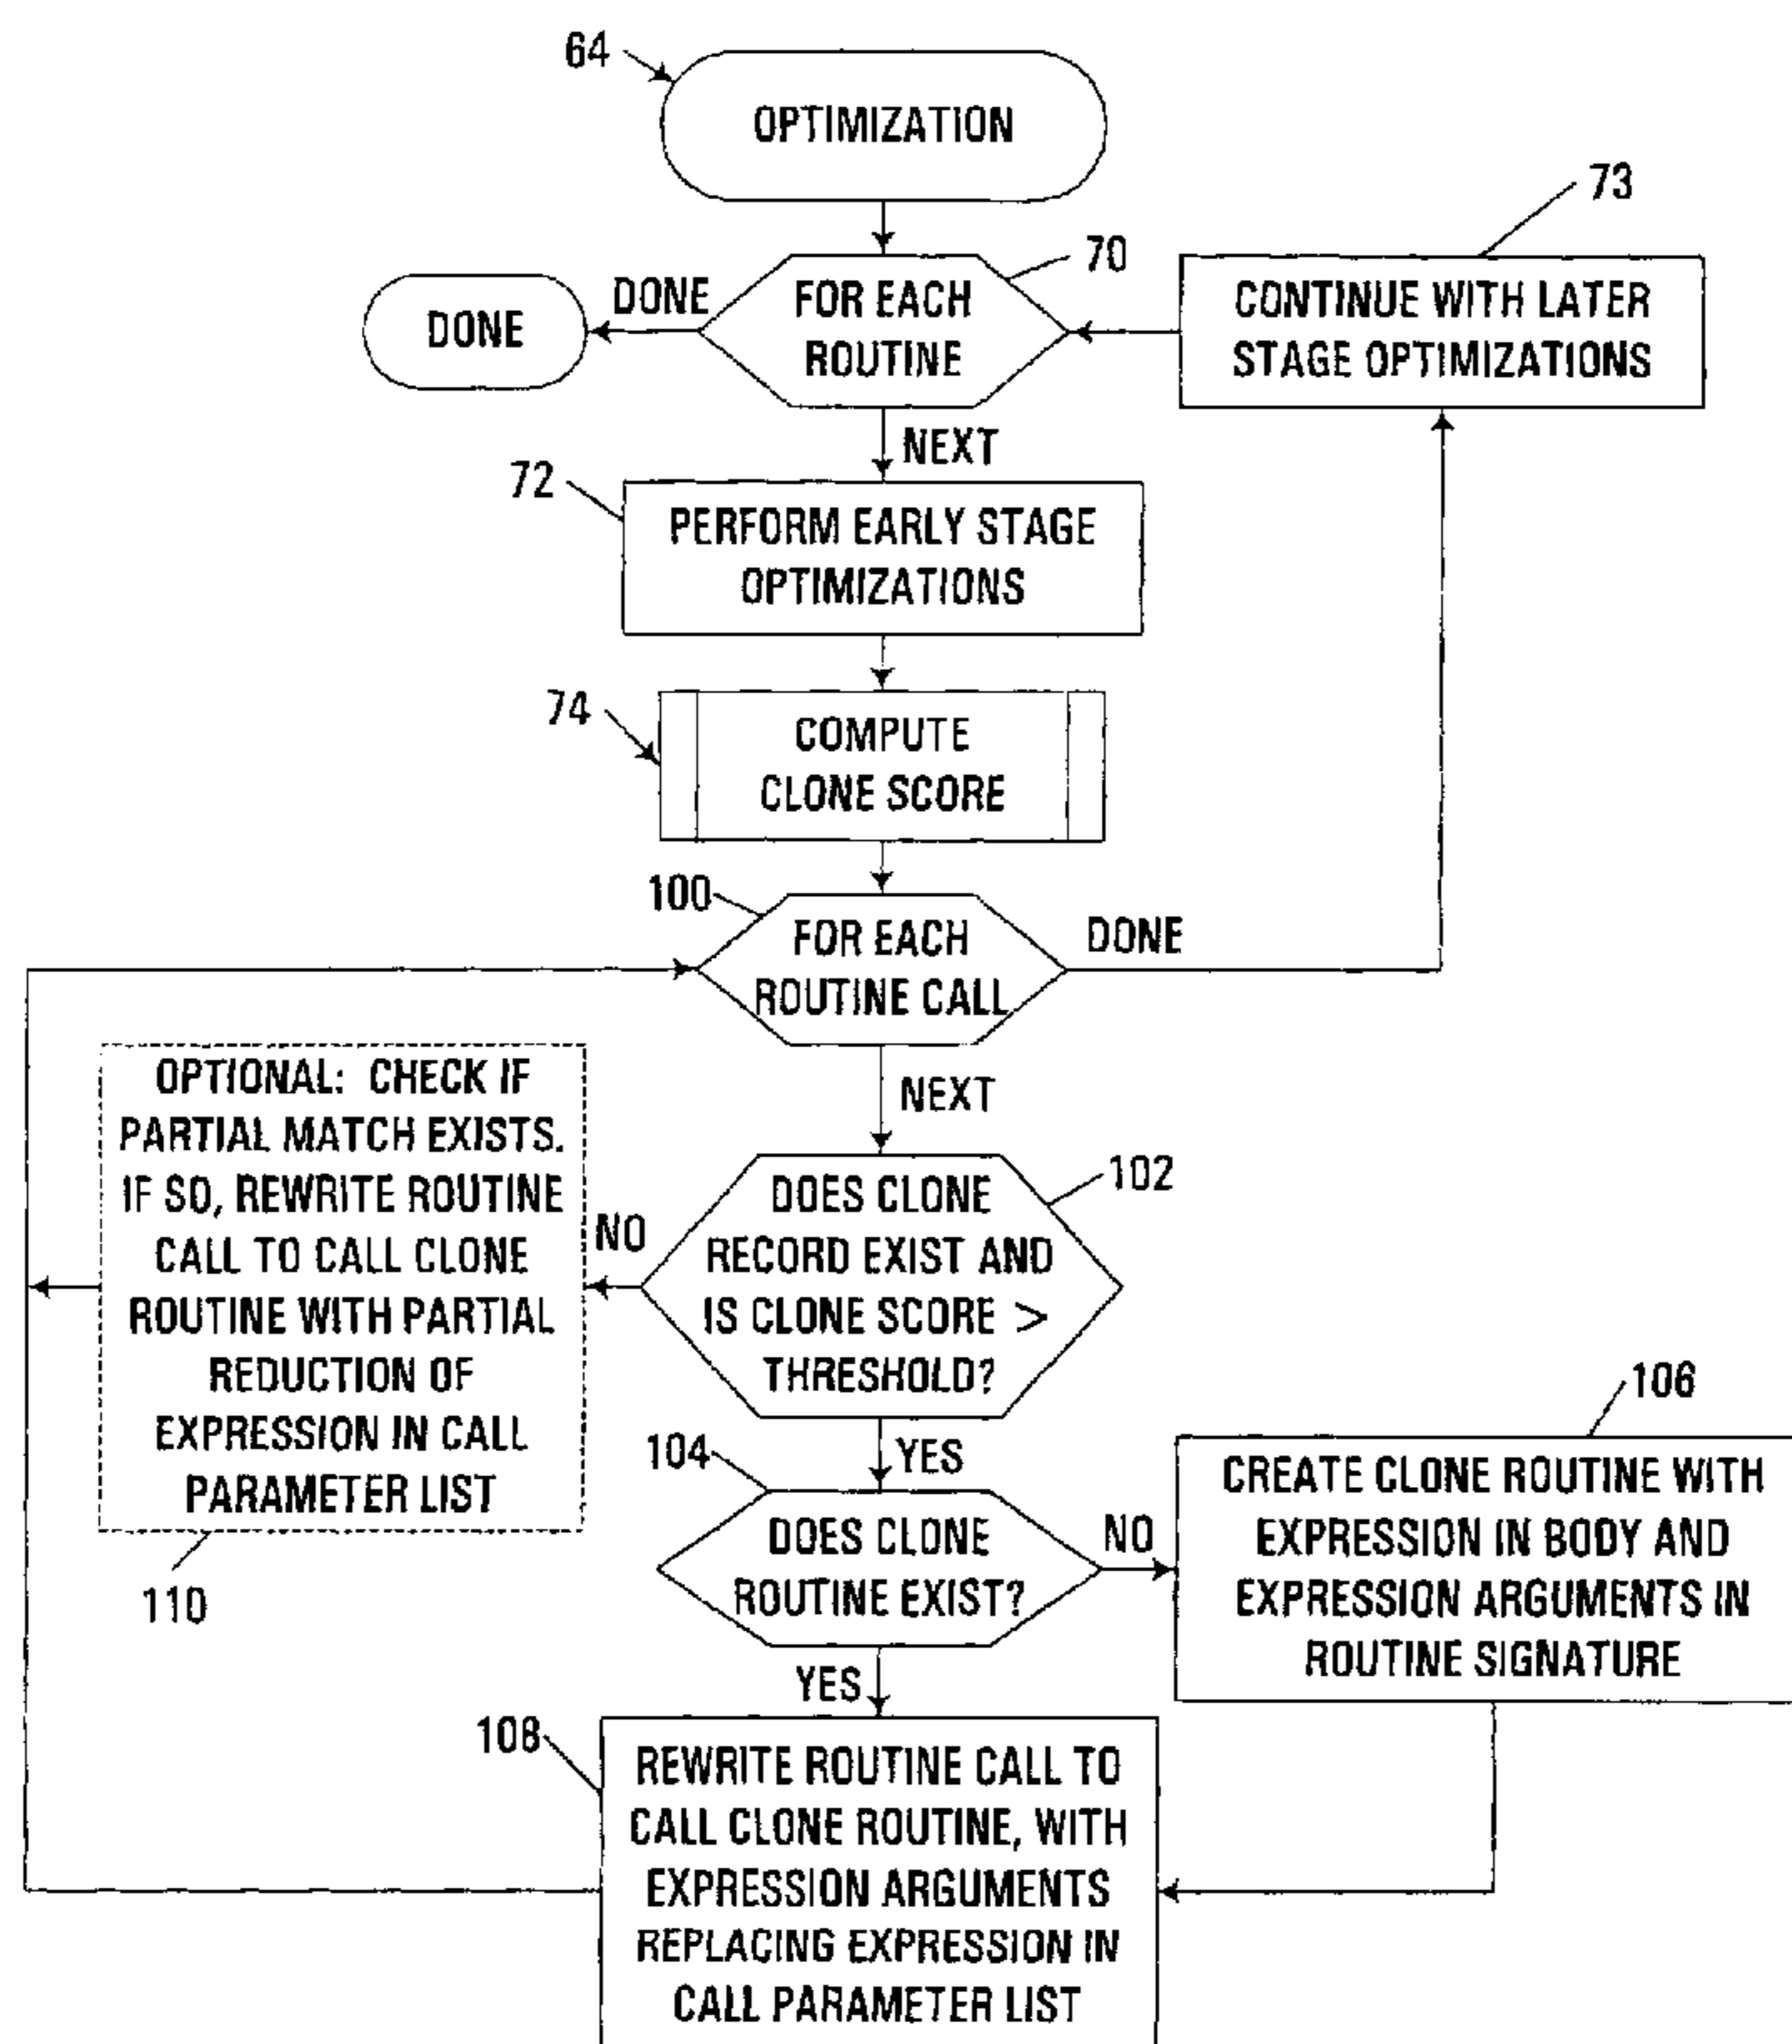 64
OPTIMIZATION
73
70
FOR EACH
ROUTINE
DONE
DONE
CONTINUE WITH LATER
STAGE OPTIMIZATIONS
NEXT
72
PERFORM EARLY STAGE
OPTIMIZATIONS
74
COMPUTE
CLONE SCORE
100
FOR EACH
ROUTINE CALL
DONE
NEXT
OPTIONAL: CHECK IF
PARTIAL MATCH EXISTS.
IF SO, REWRITE ROUTINE
CALL TO CALL CLONE
ROUTINE WITH PARTIAL
REDUCTION OF
EXPRESSION IN CALL
PARAMETER LIST
110
NO
102
DOES CLONE
RECORD EXIST AND
IS CLONE SCORE >
THRESHOLD?
YES
104
DOES CLONE
ROUTINE EXIST?
NO
106
CREATE CLONE ROUTINE WITH
EXPRESSION IN BODY AND
EXPRESSION ARGUMENTS IN
ROUTINE SIGNATURE
YES
108
REWRITE ROUTINE CALL TO
CALL CLONE ROUTINE, WITH
EXPRESSION ARGUMENTS
REPLACING EXPRESSION IN
CALL PARAMETER LIST